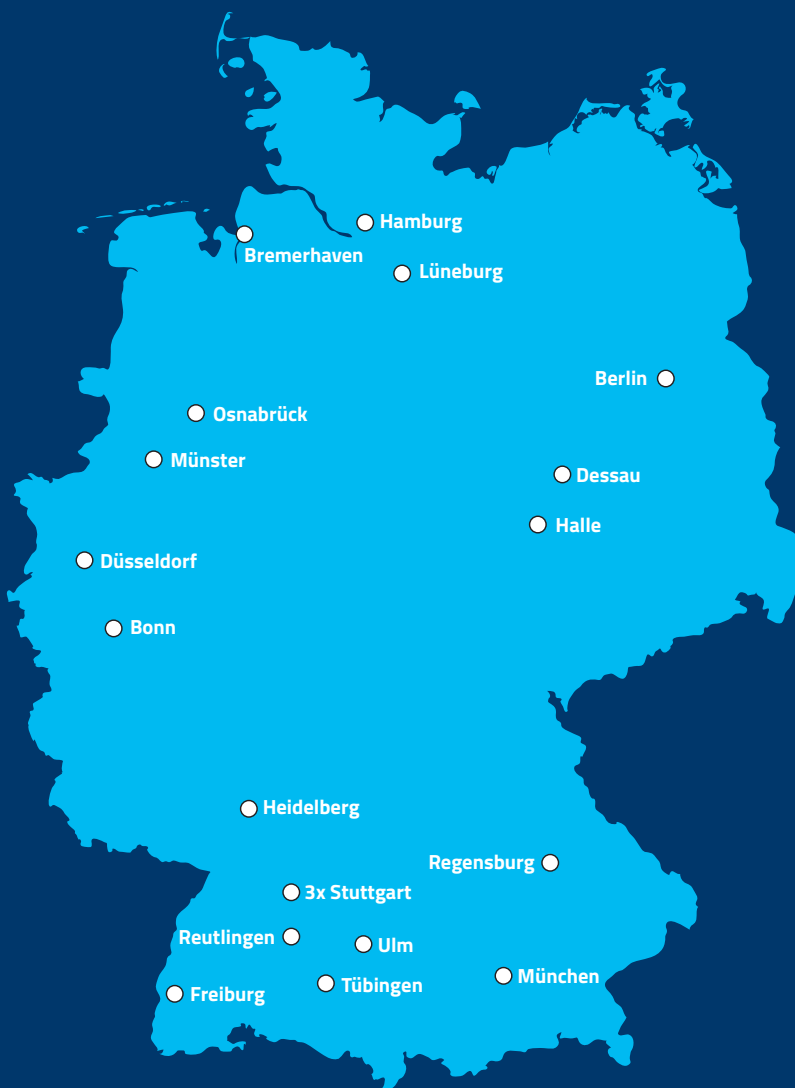 Hamburg
Bremerhaven
Lüneburg
Berlin
Osnabrück
Münster
Dessau
Halle
Düsseldorf
Bonn
Heidelberg
Regensburg
3x Stuttgart
Reutlingen
Ulm
München
Tübingen
Freiburg